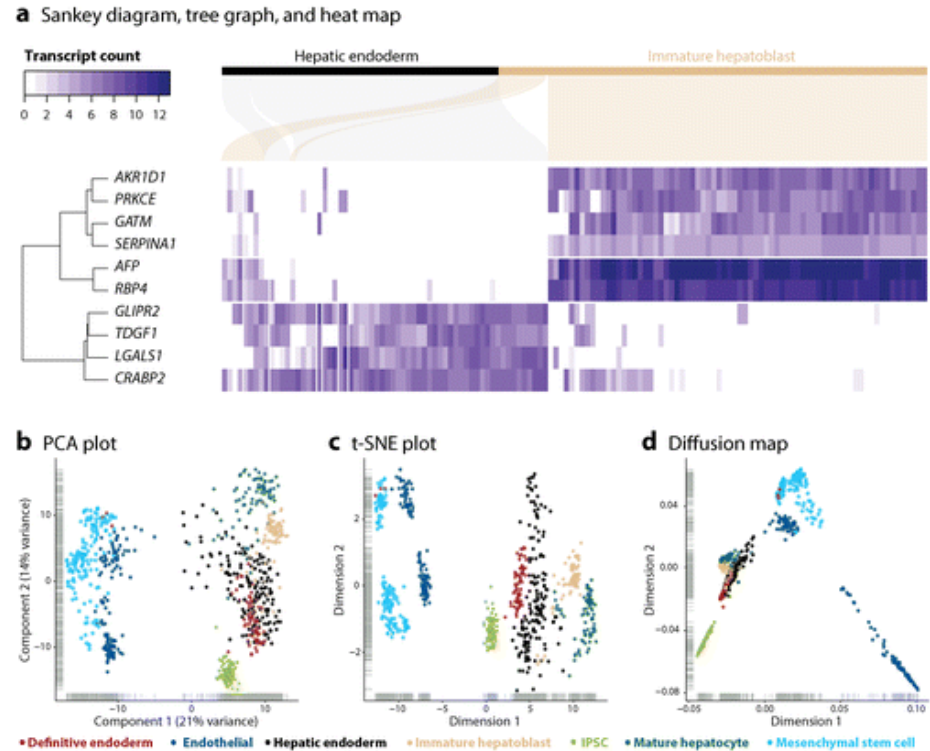 a Sankey diagram, tree graph, and heat map
Transcript count
0 2 4 6 8 10 12
Hepatic endoderm
Immature hepatoblast
AKR1D1
PRKCE
GATM
SERPINA1
AFP
RBP4
GLIPR2
TDGF1
LGALS1
CRABP2
b PCA plot
Component 2 (14% variance)
10
0
−10
−10 0 10
Component 1 (21% variance)
c t-SNE plot
Dimension 2
2
0
−2
−10 −5 0 5 10
Dimension 1
d Diffusion map
Dimension 2
0.04
0.00
−0.04
−0.08
−0.05 0.00 0.05 0.10
Dimension 1
Definitive endoderm Endothelial Hepatic endoderm Immature hepatoblast IPSC Mature hepatocyte Mesenchymal stem cell